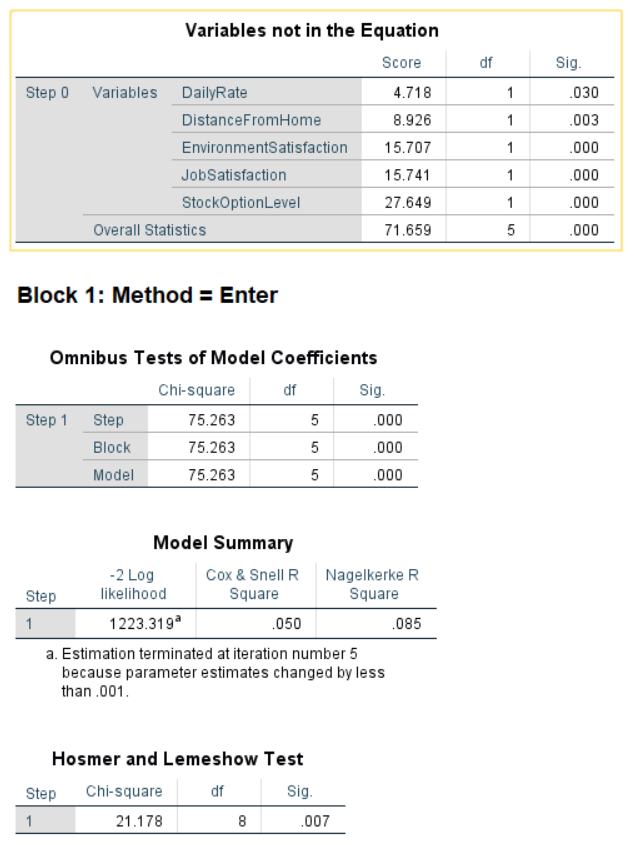 Variables not in the Equation
Score df Sig.
Step 0 Variables DailyRate 4.718 1 .030
DistanceFromHome 8.926 1 .003
EnvironmentSatisfaction 15.707 1 .000
JobSatisfaction 15.741 1 .000
StockOptionLevel 27.649 1 .000
Overall Statistics 71.659 5 .000
Block 1: Method = Enter
Omnibus Tests of Model Coefficients
Chi-square df Sig.
Step 1 Step 75.263 5 .000
Block 75.263 5 .000
Model 75.263 5 .000
Model Summary
Step -2 Log likelihood Cox & Snell R Square Nagelkerke R Square
1 1223.319a .050 .085
a. Estimation terminated at iteration number 5
because parameter estimates changed by less
than .001.
Hosmer and Lemeshow Test
Step Chi-square df Sig.
1 21.178 8 .007